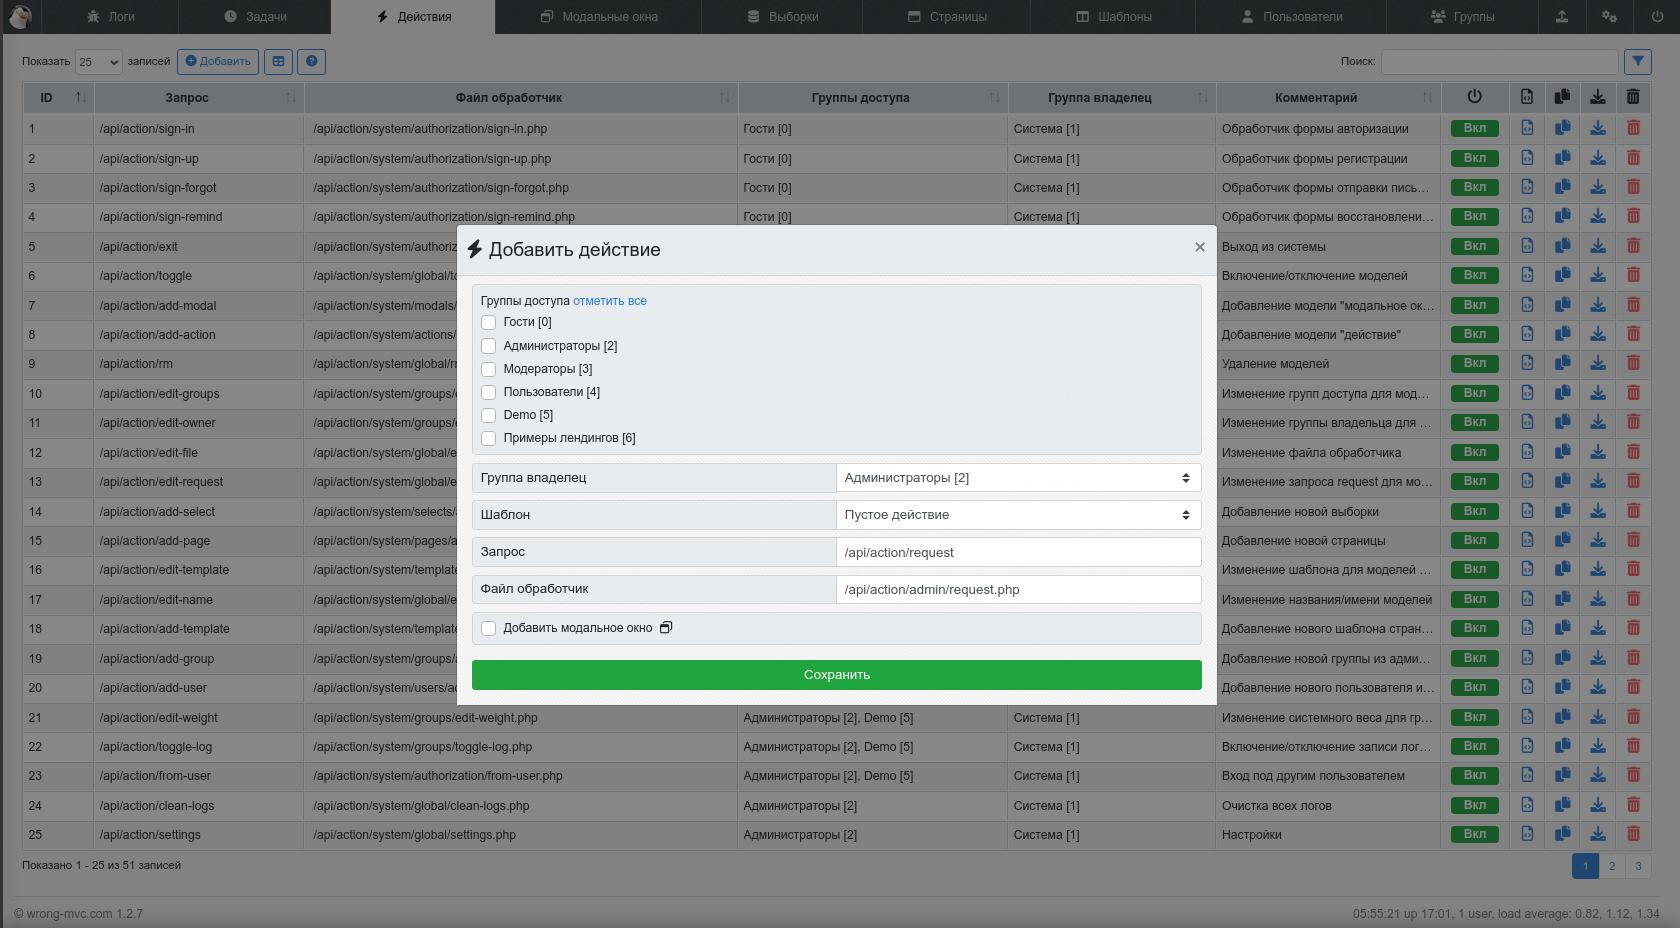 Логи Задачи Действия Модальные окна Выборки Страницы Шаблоны Пользователи Группы
Показать 25 записей Добавить Поиск:
ID Запрос Файл обработчик Группы доступа Группа владелец Комментарий
1 /api/action/sign-in /api/action/system/authorization/sign-in.php Гости [0] Система [1] Обработчик формы авторизации Вкл
2 /api/action/sign-up /api/action/system/authorization/sign-up.php Гости [0] Система [1] Обработчик формы регистрации Вкл
3 /api/action/sign-forgot /api/action/system/authorization/sign-forgot.php Гости [0] Система [1] Обработчик формы отправки пись… Вкл
4 /api/action/sign-remind /api/action/system/authorization/sign-remind.php Гости [0] Система [1] Обработчик формы восстановлени… Вкл
5 /api/action/exit /api/action/system/authoriz Выход из системы Вкл
6 /api/action/toggle /api/action/system/global/to Включение/отключение моделей Вкл
7 /api/action/add-modal /api/action/system/modals/ Добавление модели "модальное ок… Вкл
8 /api/action/add-action /api/action/system/actions/ Добавление модели "действие" Вкл
9 /api/action/rm /api/action/system/global/r Удаление моделей Вкл
10 /api/action/edit-groups /api/action/system/groups/e Изменение групп доступа для мод… Вкл
11 /api/action/edit-owner /api/action/system/groups/e Изменение группы владельца для … Вкл
12 /api/action/edit-file /api/action/system/global/e Изменение файла обработчика Вкл
13 /api/action/edit-request /api/action/system/global/e Изменение запроса request для мо… Вкл
14 /api/action/add-select /api/action/system/selects/ Добавление новой выборки Вкл
15 /api/action/add-page /api/action/system/pages/a Добавление новой страницы Вкл
16 /api/action/edit-template /api/action/system/template Изменение шаблона для моделей … Вкл
17 /api/action/edit-name /api/action/system/global/e Изменение названия/имени моделей Вкл
18 /api/action/add-template /api/action/system/template Добавление нового шаблона стран… Вкл
19 /api/action/add-group /api/action/system/groups/a Добавление новой группы из адми… Вкл
20 /api/action/add-user /api/action/system/users/a Добавление нового пользователя и… Вкл
21 /api/action/edit-weight /api/action/system/groups/edit-weight.php Администраторы [2], Demo [5] Система [1] Изменение системного веса для гр… Вкл
22 /api/action/toggle-log /api/action/system/groups/toggle-log.php Администраторы [2], Demo [5] Система [1] Включение/отключение записи лог… Вкл
23 /api/action/from-user /api/action/system/authorization/from-user.php Администраторы [2], Demo [5] Система [1] Вход под другим пользователем Вкл
24 /api/action/clean-logs /api/action/system/global/clean-logs.php Администраторы [2] Система [1] Очистка всех логов Вкл
25 /api/action/settings /api/action/system/global/settings.php Администраторы [2] Система [1] Настройки Вкл
Показано 1 - 25 из 51 записей 1 2 3
© wrong-mvc.com 1.2.7 05:55:21 up 17:01, 1 user, load average: 0.82, 1.12, 1.34
Добавить действие ×
Группы доступа отметить все
Гости [0]
Администраторы [2]
Модераторы [3]
Пользователи [4]
Demo [5]
Примеры лендингов [6]
Группа владелец Администраторы [2]
Шаблон Пустое действие
Запрос /api/action/request
Файл обработчик /api/action/admin/request.php
Добавить модальное окно
Сохранить